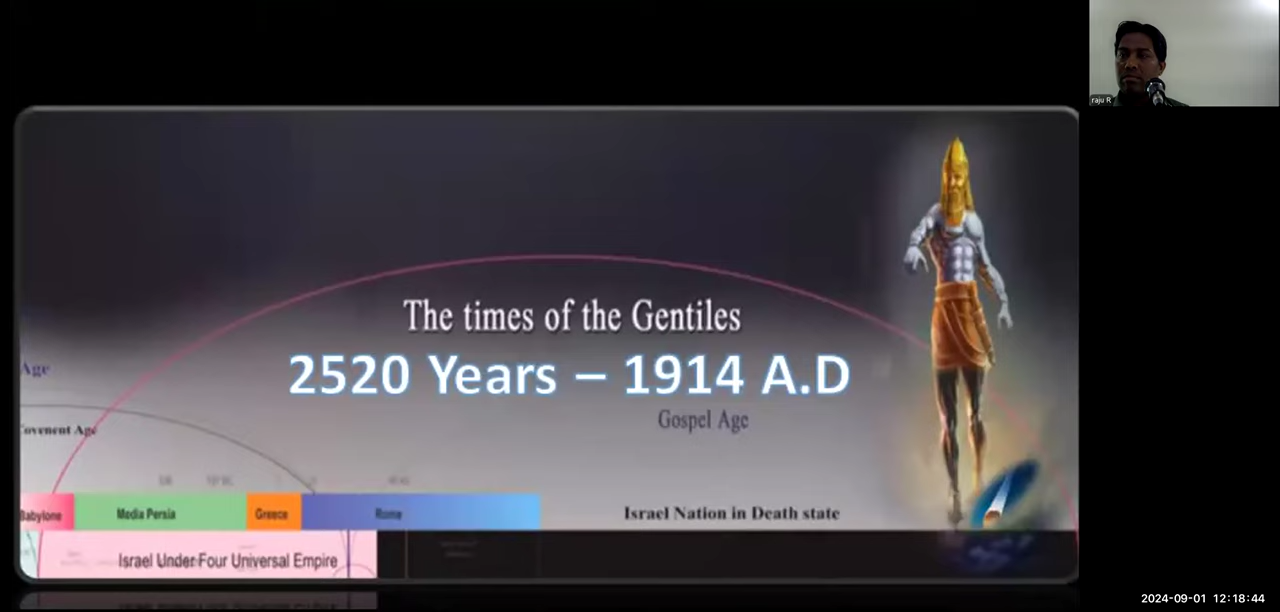 raju R
The times of the Gentiles
2520 Years – 1914 A.D
Age
Gospel Age
Covenent Age
Babylone
Media Persia
Greece
Rome
Israel Nation in Death state
Israel Under Four Universal Empire
2024-09-01 12:18:44